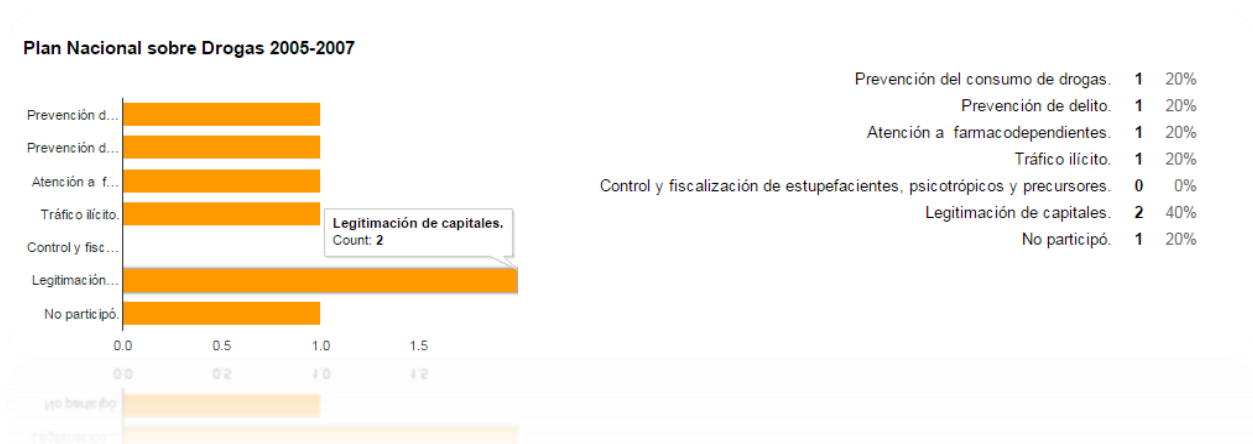 Plan Nacional sobre Drogas 2005-2007
Prevención d...
Prevención d...
Atención a f...
Tráfico ilícito.
Control y fisc...
Legitimación...
No participó.
0.0 0.5 1.0 1.5
Legitimación de capitales.
Count: 2
Prevención del consumo de drogas. 1 20%
Prevención de delito. 1 20%
Atención a farmacodependientes. 1 20%
Tráfico ilícito. 1 20%
Control y fiscalización de estupefacientes, psicotrópicos y precursores. 0 0%
Legitimación de capitales. 2 40%
No participó. 1 20%